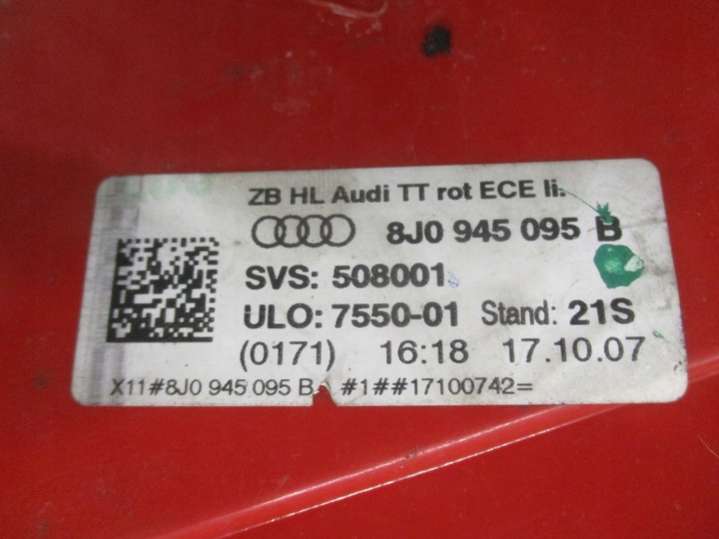 ZB HL Audi TT rot ECE li.
8J0 945 095 B
SVS: 508001
ULO: 7550-01 Stand: 21S
(0171) 16:18 17.10.07
X11#8J0 945 095 B #1##17100742=